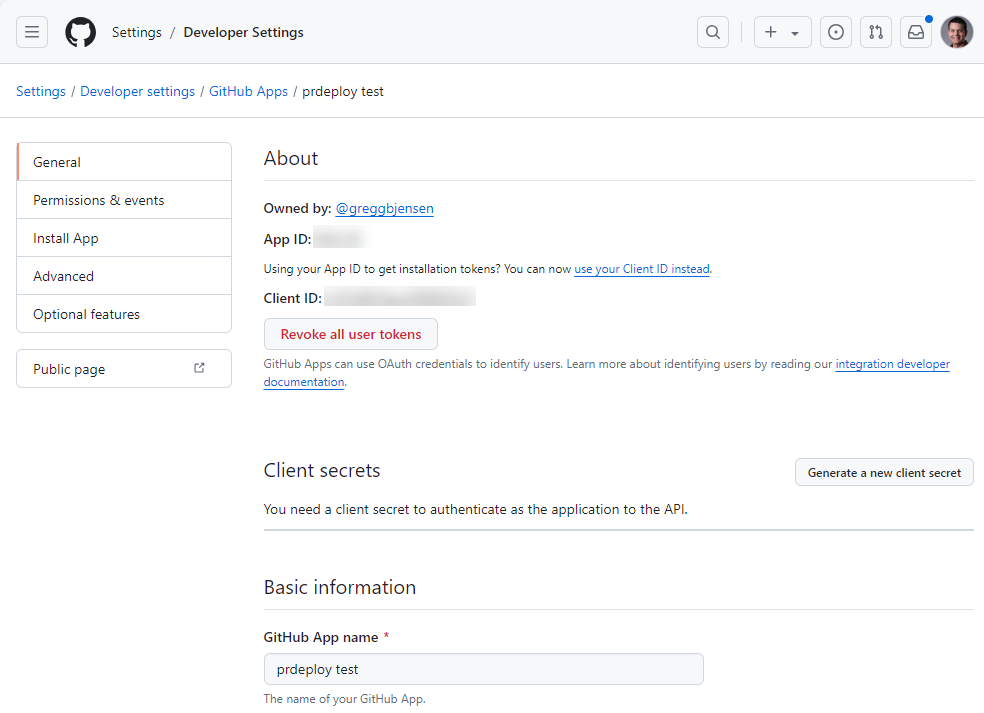 Settings / Developer Settings
Settings / Developer settings / GitHub Apps / prdeploy test
General
Permissions & events
Install App
Advanced
Optional features
Public page
About
Owned by: @greggbjensen
App ID:
Using your App ID to get installation tokens? You can now use your Client ID instead.
Client ID:
Revoke all user tokens
GitHub Apps can use OAuth credentials to identify users. Learn more about identifying users by reading our integration developer
documentation.
Client secrets
Generate a new client secret
You need a client secret to authenticate as the application to the API.
Basic information
GitHub App name *
prdeploy test
The name of your GitHub App.